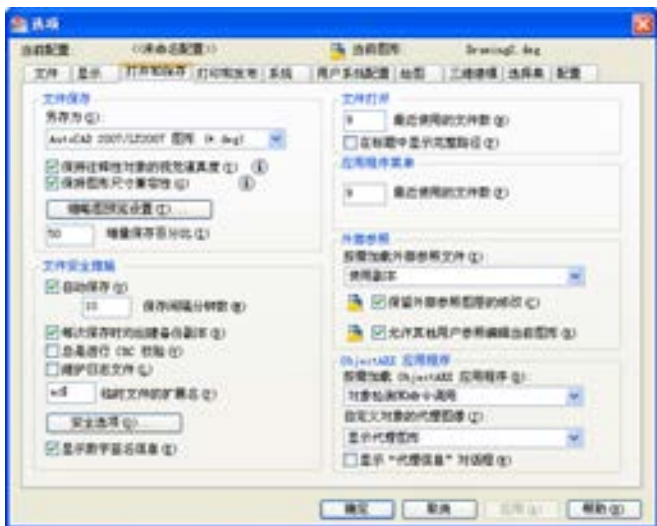 选项
当前配置: <<未命名配置>> 当前图形: Drawing2.dwg
文件 显示 打开和保存 打印和发布 系统 用户系统配置 绘图 三维建模 选择集 配置
文件保存
另存为(S):
AutoCAD 2007/LT2007 图形 (*.dwg)
保持注释性对象的视觉逼真度(I)
保持图形尺寸兼容性
缩略图预览设置(T)...
50 增量保存百分比(I)
文件安全措施
自动保存(U)
10 保存间隔分钟数(M)
每次保存时均创建备份副本(B)
总是进行 CRC 校验(V)
维护日志文件(L)
ac$ 临时文件的扩展名(P)
安全选项(O)...
显示数字签名信息(E)
文件打开
9 最近使用的文件数(N)
在标题中显示完整路径(F)
应用程序菜单
9 最近使用的文件数
外部参照
按需加载外部参照文件(X):
使用副本
保留外部参照图层的修改(C)
允许其他用户参照编辑当前图形(R)
ObjectARX 应用程序
按需加载 ObjectARX 应用程序(D):
对象检测和命令调用
自定义对象的代理图像(J):
显示代理图形
显示“代理信息”对话框(W)
确定 取消 应用(A) 帮助(H)